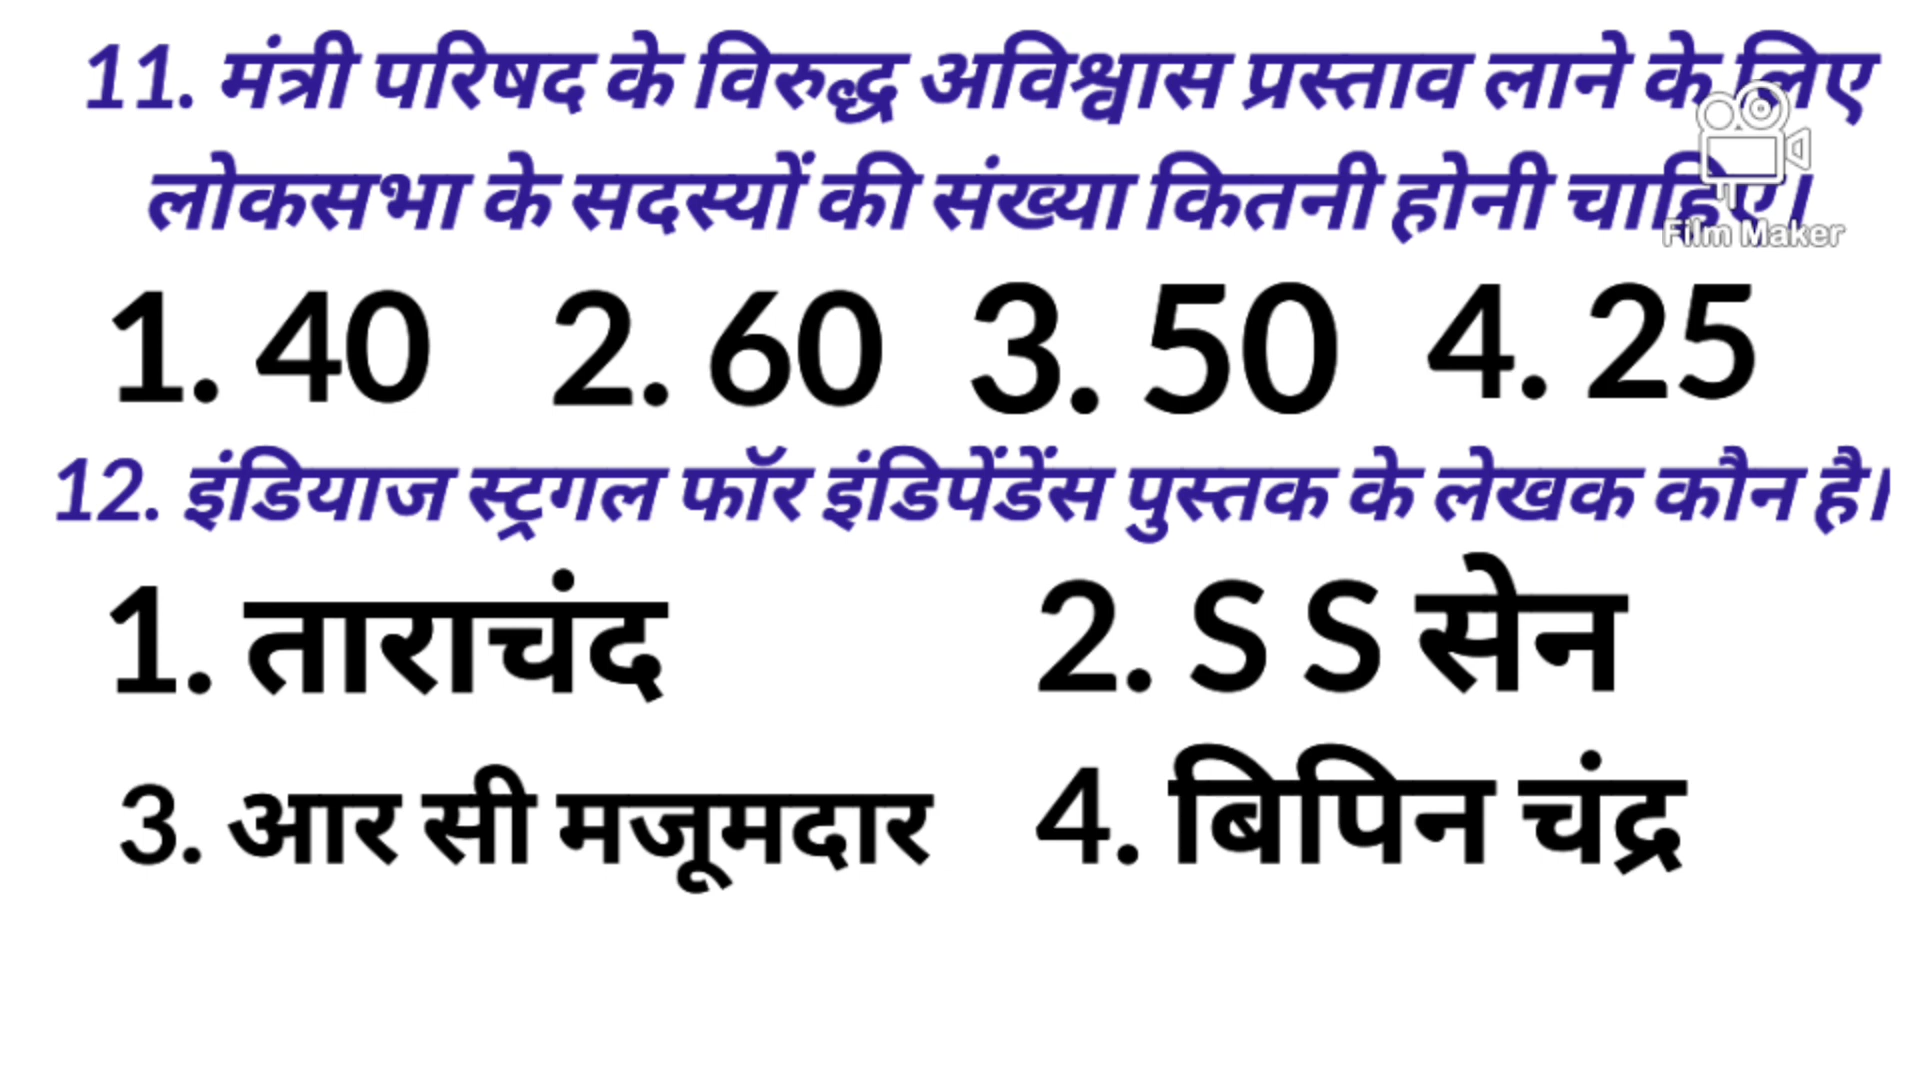 11. मंत्री परिषद के विरुद्ध अविश्वास प्रस्ताव लाने के लिए
लोकसभा के सदस्यों की संख्या कितनी होनी चाहिए।
Film Maker
1. 40 2. 60 3. 50 4. 25
12. इंडियाज स्ट्रगल फॉर इंडिपेंडेंस पुस्तक के लेखक कौन है।
1. ताराचंद 2. S S सेन
3. आर सी मजूमदार 4. बिपिन चंद्र